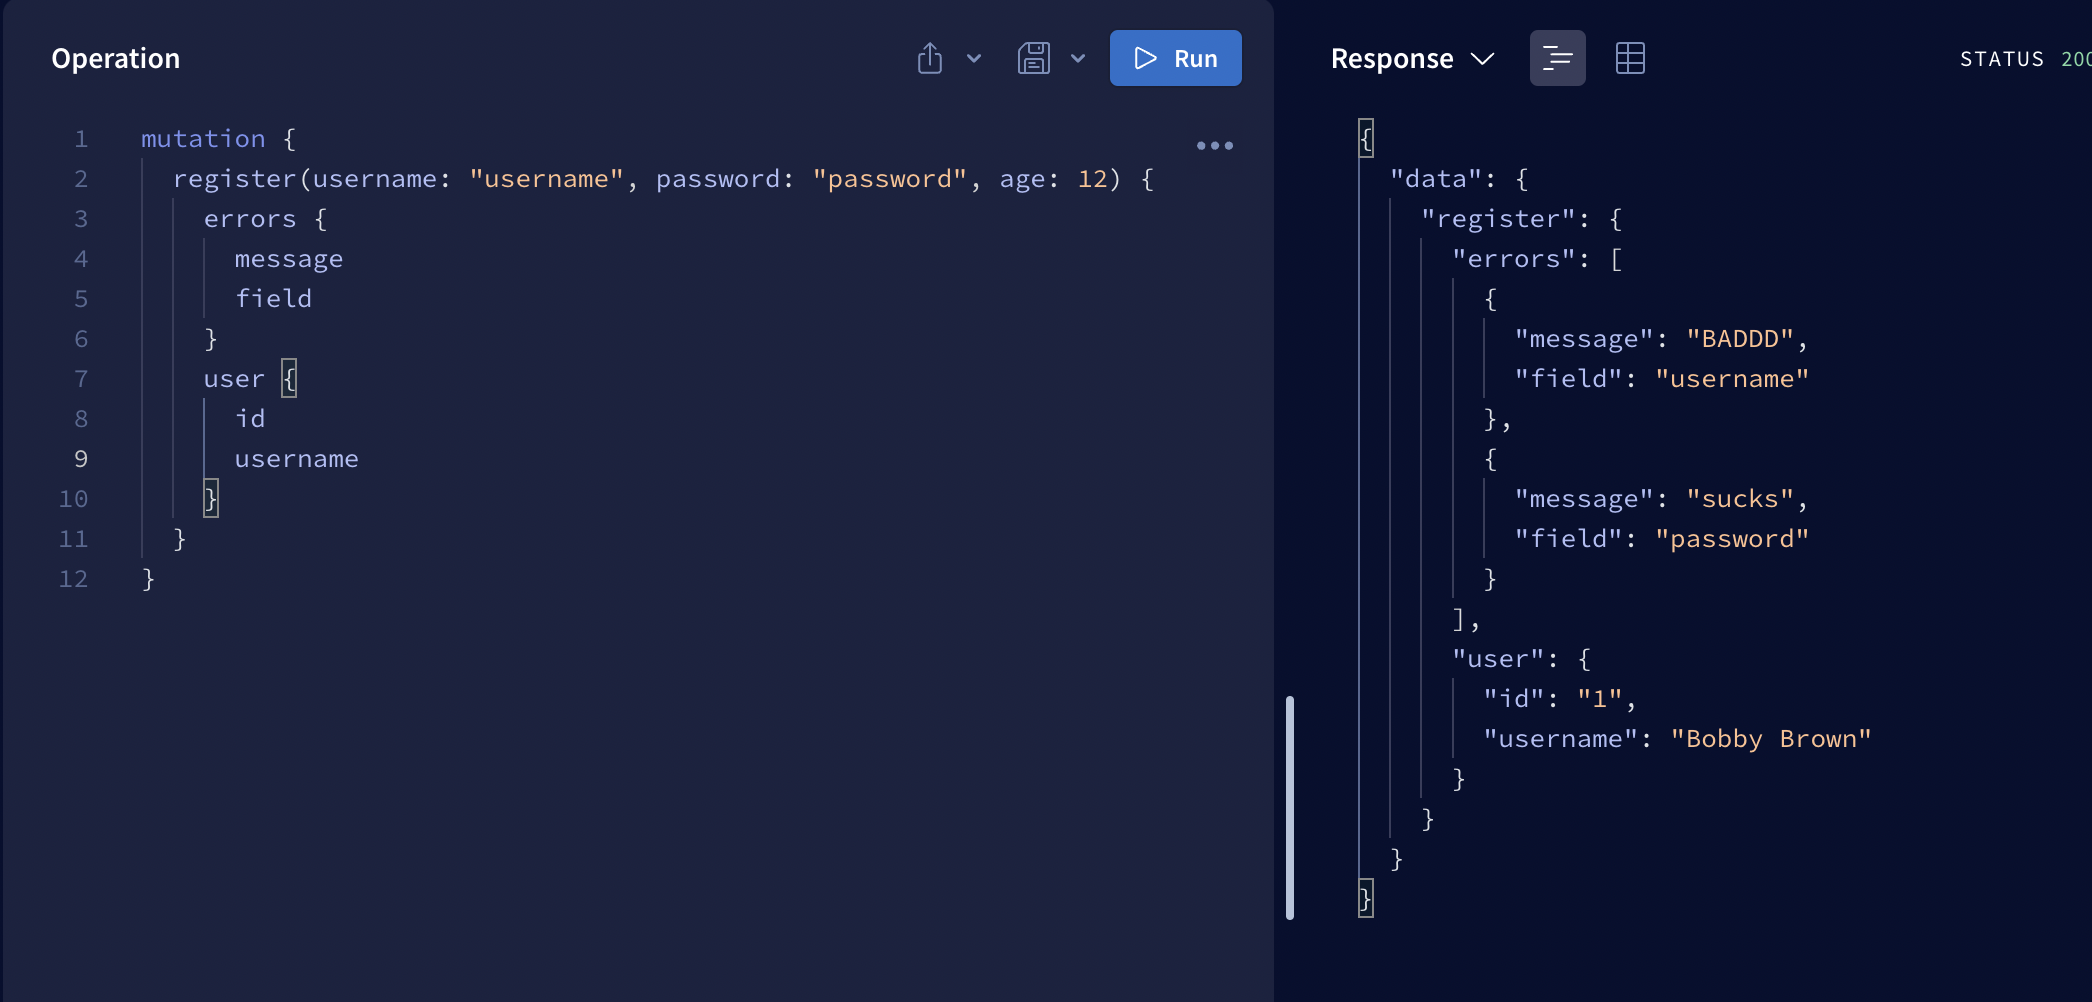 Operation
Run
1 mutation {
2 register(username: "username", password: "password", age: 12) {
3 errors {
4 message
5 field
6 }
7 user {
8 id
9 username
10 }
11 }
12 }
Response
STATUS 200
{
"data": {
"register": {
"errors": [
{
"message": "BADDD",
"field": "username"
},
{
"message": "sucks",
"field": "password"
}
],
"user": {
"id": "1",
"username": "Bobby Brown"
}
}
}
}